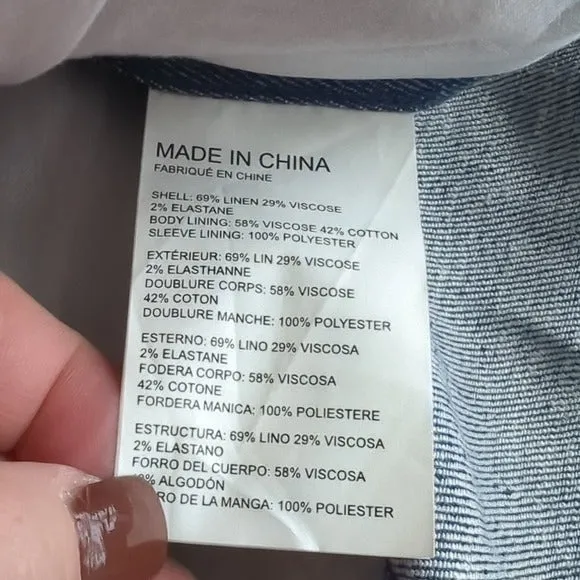 MADE IN CHINA
FABRIQUÉ EN CHINE
SHELL: 69% LINEN 29% VISCOSE
2% ELASTANE
BODY LINING: 58% VISCOSE 42% COTTON
SLEEVE LINING: 100% POLYESTER
EXTÉRIEUR: 69% LIN 29% VISCOSE
2% ELASTHANNE
DOUBLURE CORPS: 58% VISCOSE
42% COTON
DOUBLURE MANCHE: 100% POLYESTER
ESTERNO: 69% LINO 29% VISCOSA
2% ELASTANE
FODERA CORPO: 58% VISCOSA
42% COTONE
FORDERA MANICA: 100% POLIESTERE
ESTRUCTURA: 69% LINO 29% VISCOSA
2% ELASTANO
FORRO DEL CUERPO: 58% VISCOSA
ALGODÓN
DE LA MANGA: 100% POLYESTER